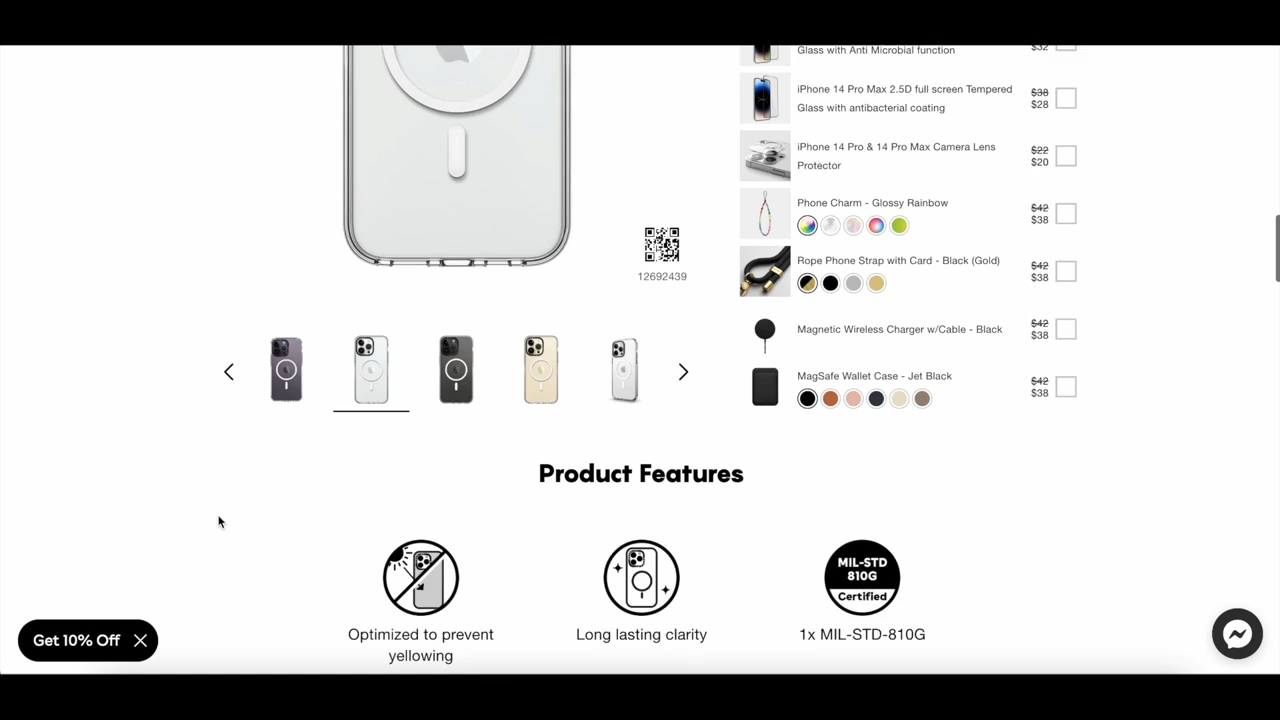 $32
Glass with Anti Microbial function
iPhone 14 Pro Max 2.5D full screen Tempered
Glass with antibacterial coating
$38
$28
iPhone 14 Pro & 14 Pro Max Camera Lens
Protector
$22
$20
Phone Charm - Glossy Rainbow
$42
$38
Rope Phone Strap with Card - Black (Gold)
$42
$38
Magnetic Wireless Charger w/Cable - Black
$42
$38
MagSafe Wallet Case - Jet Black
$42
$38
12692439
Product Features
MIL-STD
810G
Certified
Optimized to prevent
yellowing
Long lasting clarity
1x MIL-STD-810G
Get 10% Off